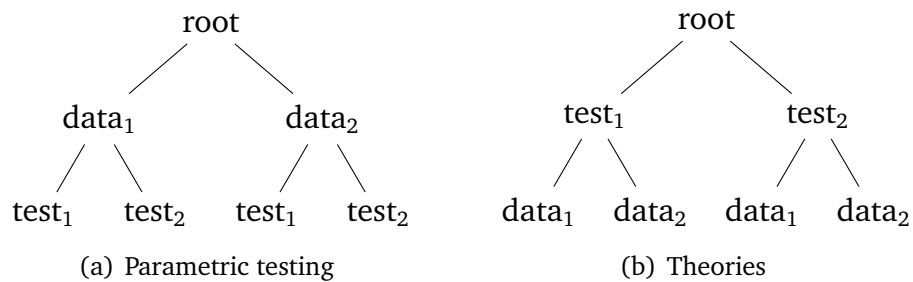 root
data₁ data₂
test₁ test₂ test₁ test₂
(a) Parametric testing
root
test₁ test₂
data₁ data₂ data₁ data₂
(b) Theories